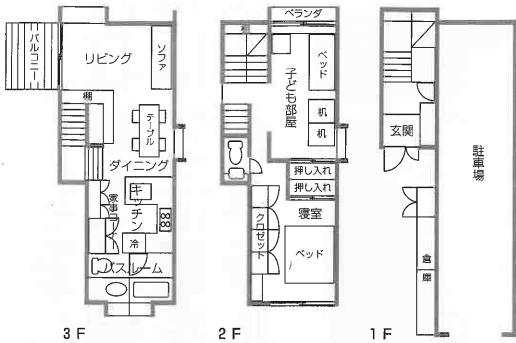 バルコニー
リビング
ソファ
棚
テーブル
ダイニング
キッチン
家事コーナー
冷
バスルーム
3F
ベランダ
棚
ベッド
子ども部屋
机
机
押し入れ
押し入れ
寝室
クロゼット
ベッド
2F
玄関
駐車場
倉庫
1F